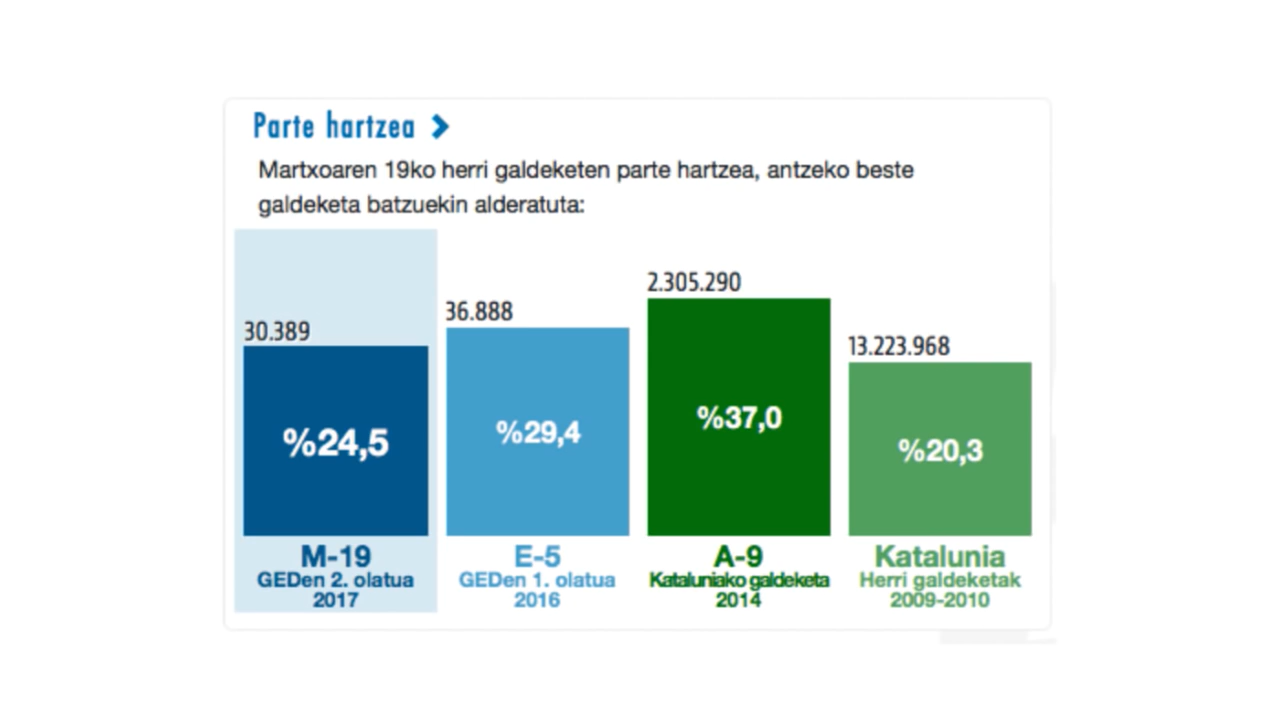 Parte hartzea
Martxoaren 19ko herri galdeketen parte hartzea, antzeko beste
galdeketa batzuekin alderatuta:
30.389
36.888
2.305.290
13.223.968
%24,5
%29,4
%37,0
%20,3
M-19
GEDen 2. olatua
2017
E-5
GEDen 1. olatua
2016
A-9
Kataluniako galdeketa
2014
Katalunia
Herri galdeketak
2009-2010